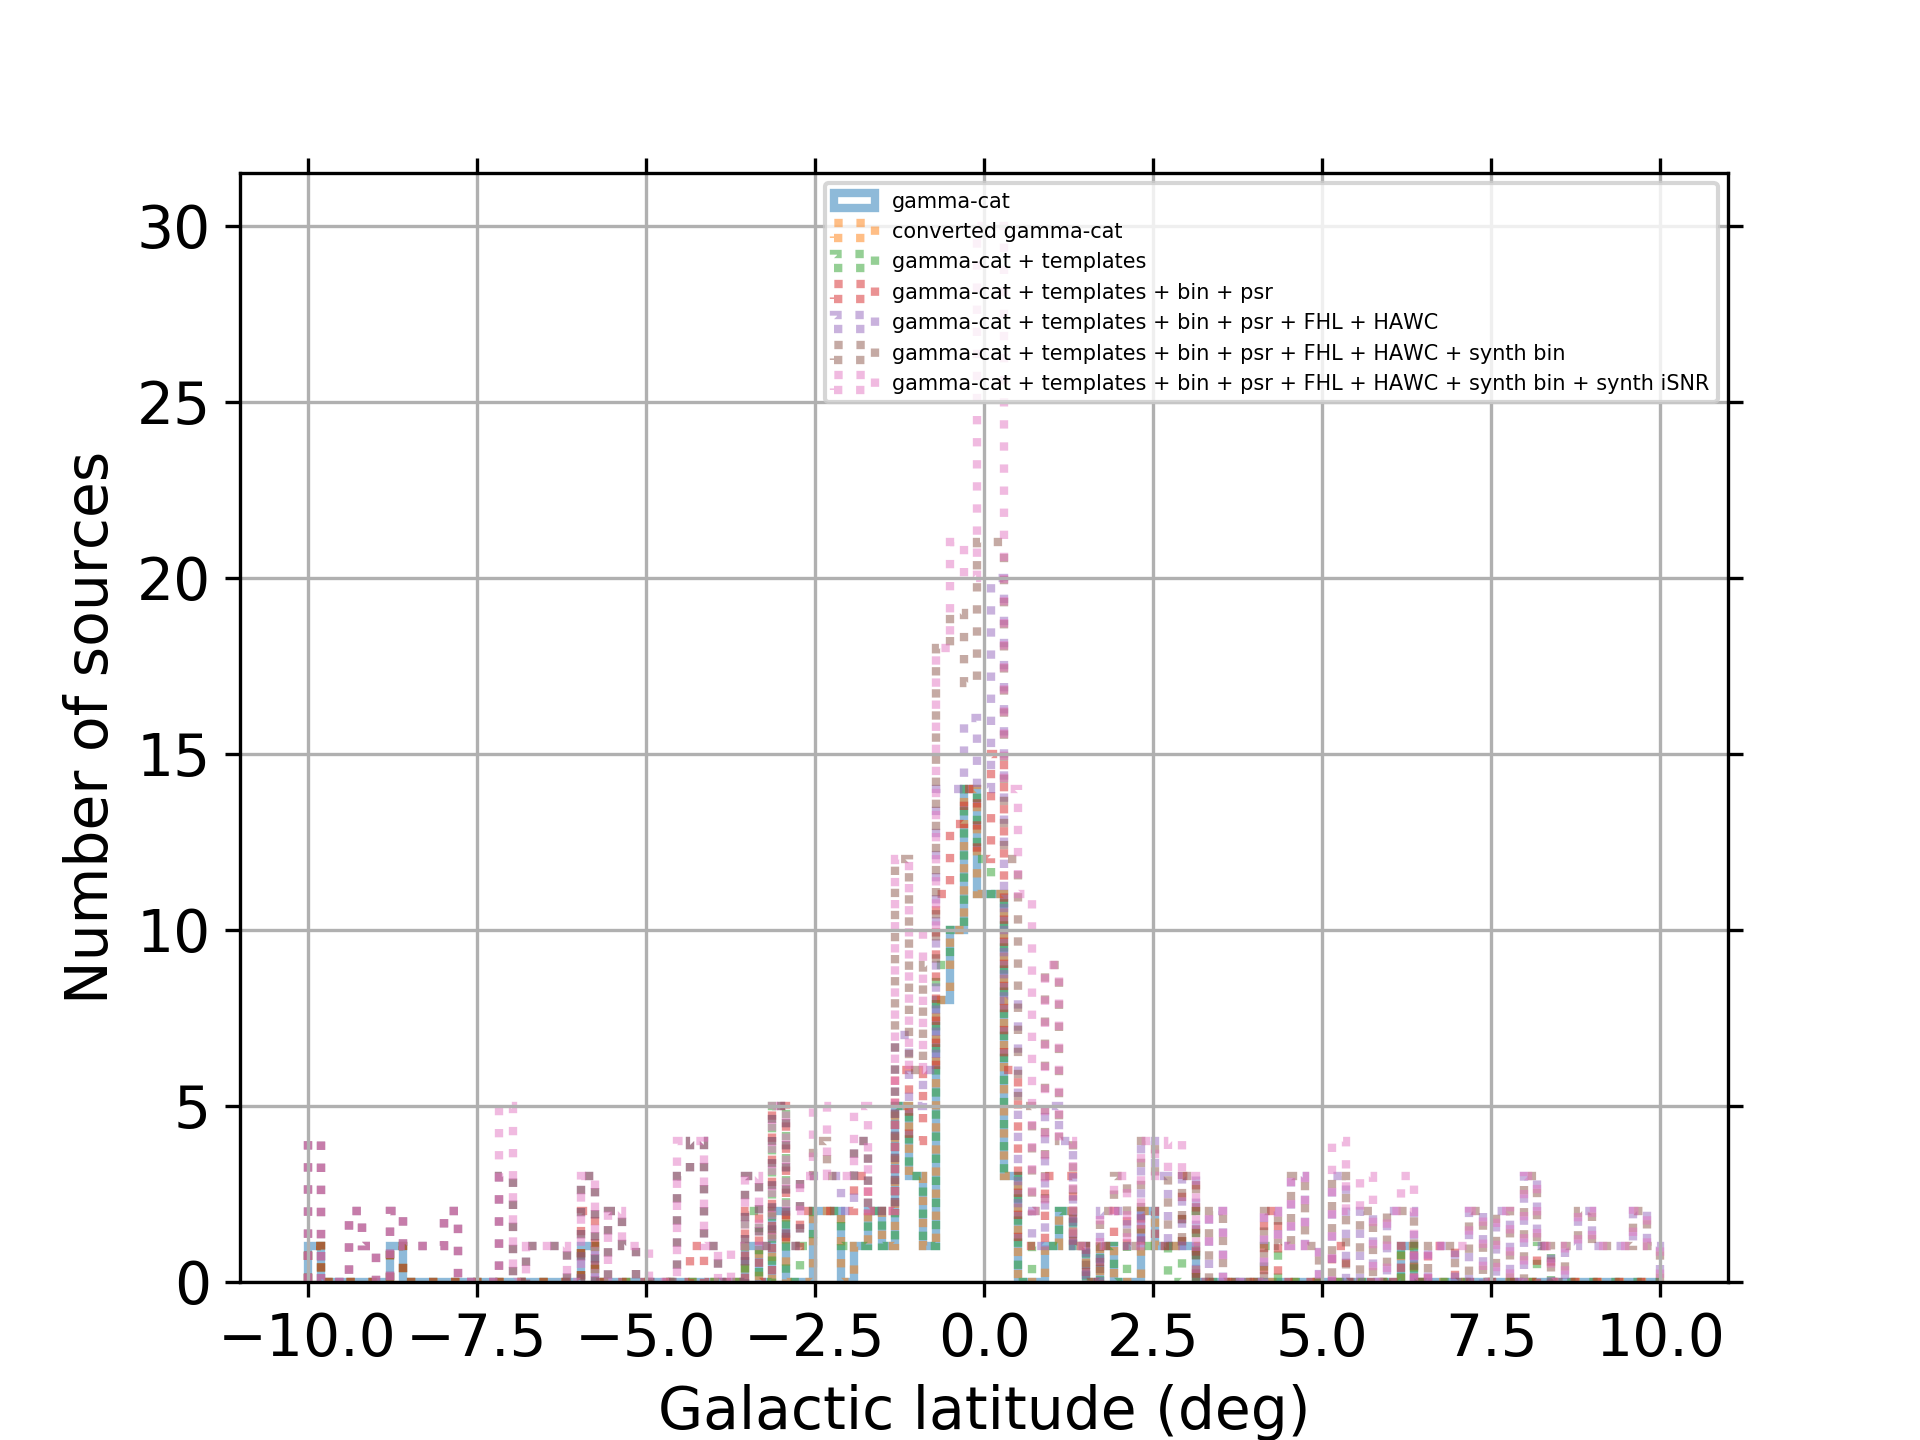 gamma-cat
converted gamma-cat
gamma-cat + templates
gamma-cat + templates + bin + psr
gamma-cat + templates + bin + psr + FHL + HAWC
gamma-cat + templates + bin + psr + FHL + HAWC + synth bin
gamma-cat + templates + bin + psr + FHL + HAWC + synth bin + synth iSNR
30
25
20
15
10
5
0
Number of sources
−10.0 −7.5 −5.0 −2.5 0.0 2.5 5.0 7.5 10.0
Galactic latitude (deg)